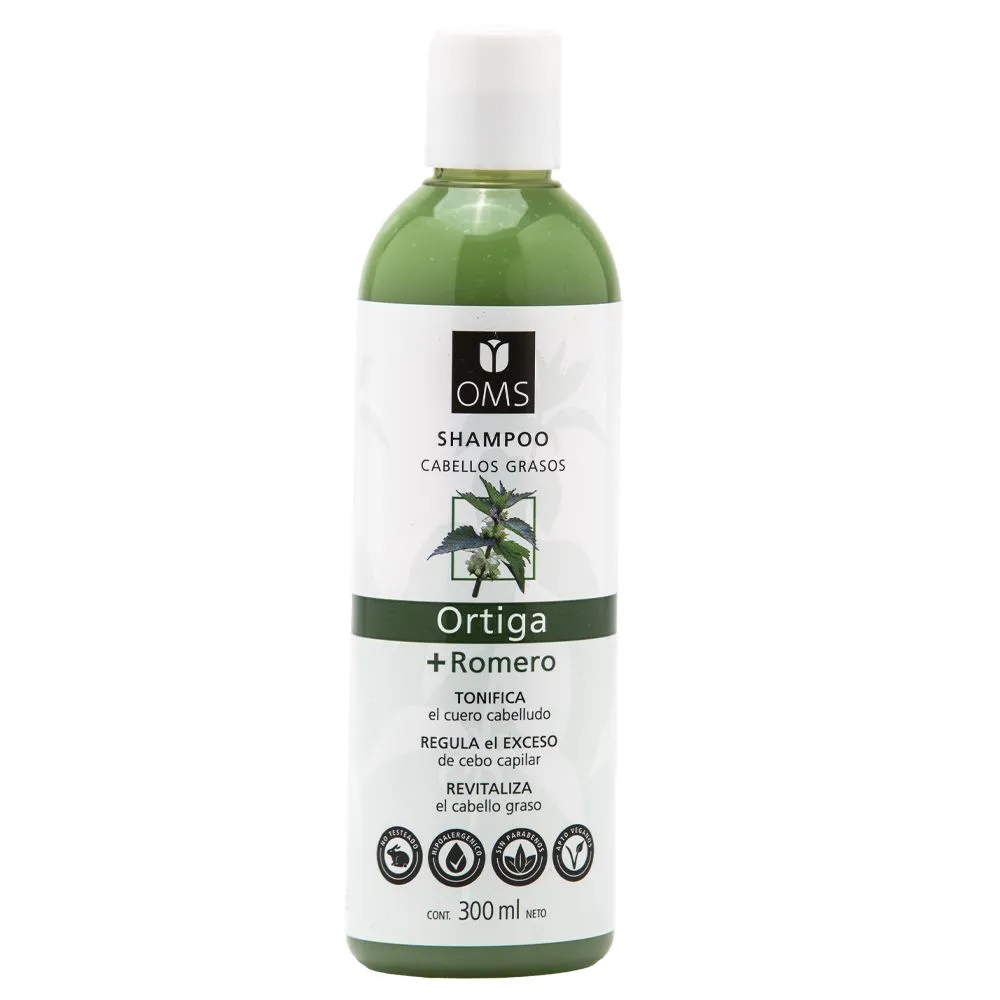 OMS
SHAMPOO
CABELLOS GRASOS
Ortiga
+Romero
TONIFICA
el cuero cabelludo
REGULA el EXCESO
de cebo capilar
REVITALIZA
el cabello graso
NO TESTEADO
HIPOALERGENICO
SIN PARABENOS
APTO VEGANOS
CONT. 300 ml NETO